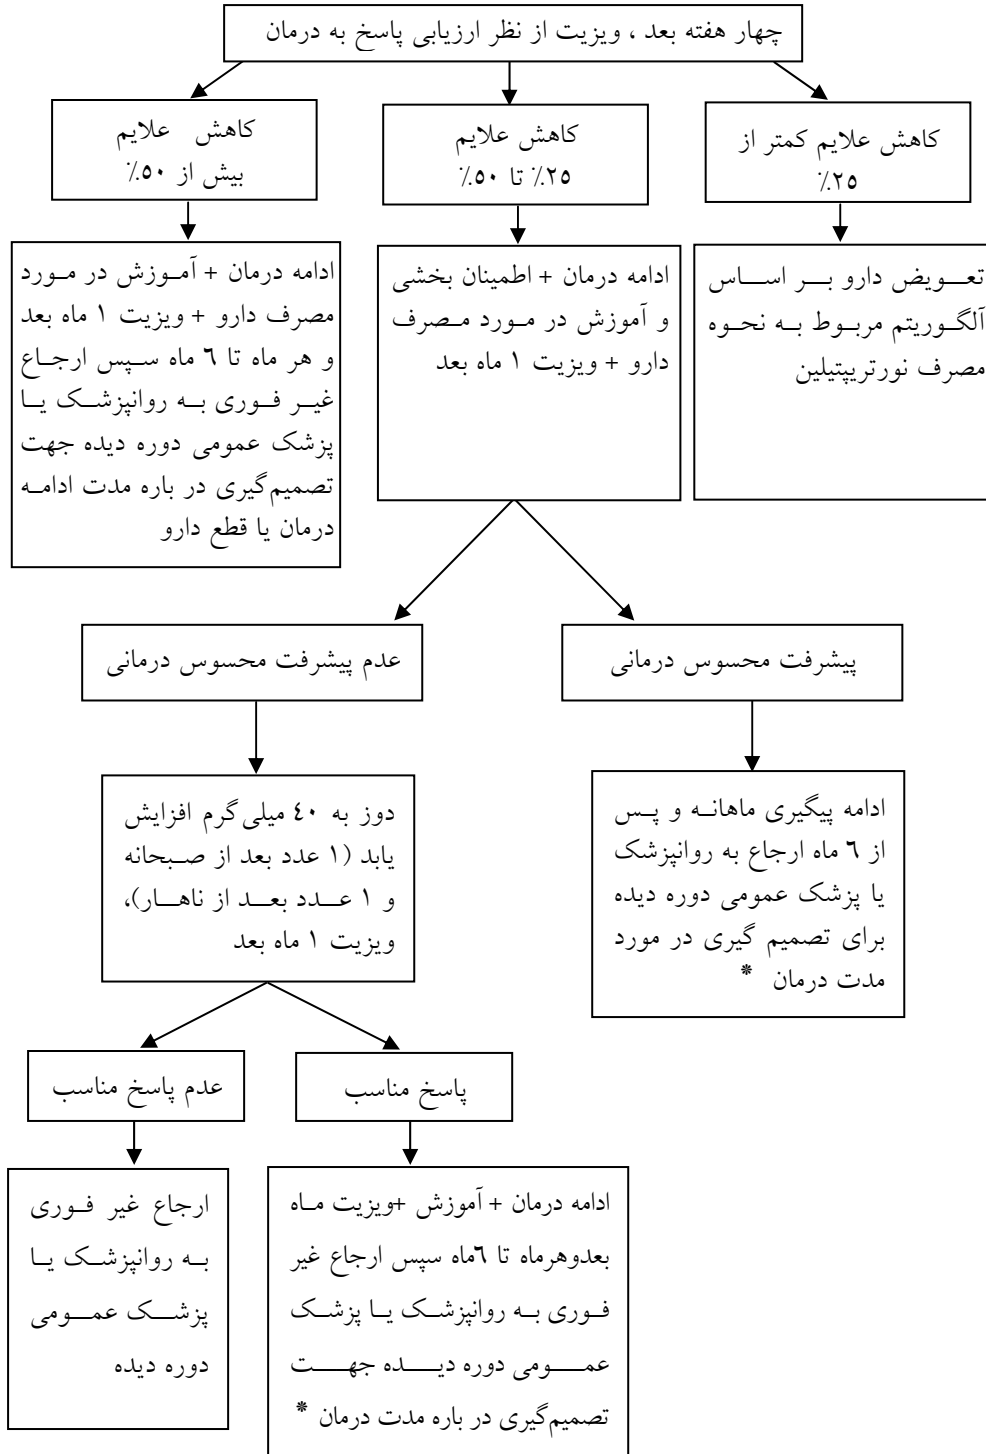 چهار هفته بعد ، ویزیت از نظر ارزیابی پاسخ به درمان
کاهش علایم کمتر از
۲۵٪
کاهش علایم
۲۵٪ تا ۵۰٪
کاهش علایم
بیش از ۵۰٪
تعویض دارو بر اساس
آلگوریتم مربوط به نحوه
مصرف نورتریپتیلین
ادامه درمان + اطمینان بخشی
و آموزش در مورد مصرف
دارو + ویزیت ۱ ماه بعد
ادامه درمان + آموزش در مورد
مصرف دارو + ویزیت ۱ ماه بعد
و هر ماه تا ۶ ماه سپس ارجاع
غیر فوری به روانپزشک یا
پزشک عمومی دوره دیده جهت
تصمیم‌گیری در باره مدت ادامه
درمان یا قطع دارو
پیشرفت محسوس درمانی
عدم پیشرفت محسوس درمانی
ادامه پیگیری ماهانه و پس
از ۶ ماه ارجاع به روانپزشک
یا پزشک عمومی دوره دیده
برای تصمیم گیری در مورد
مدت درمان *
دوز به ۴۰ میلی‌گرم افزایش
یابد (۱ عدد بعد از صبحانه
و ۱ عدد بعد از ناهار)،
ویزیت ۱ ماه بعد
پاسخ مناسب
عدم پاسخ مناسب
ادامه درمان + آموزش +ویزیت ماه
بعدوهرماه تا ۶ماه سپس ارجاع غیر
فوری به روانپزشک یا پزشک
عمومی دوره دیده جهت
تصمیم‌گیری در باره مدت درمان *
ارجاع غیر فوری
به روانپزشک یا
پزشک عمومی
دوره دیده